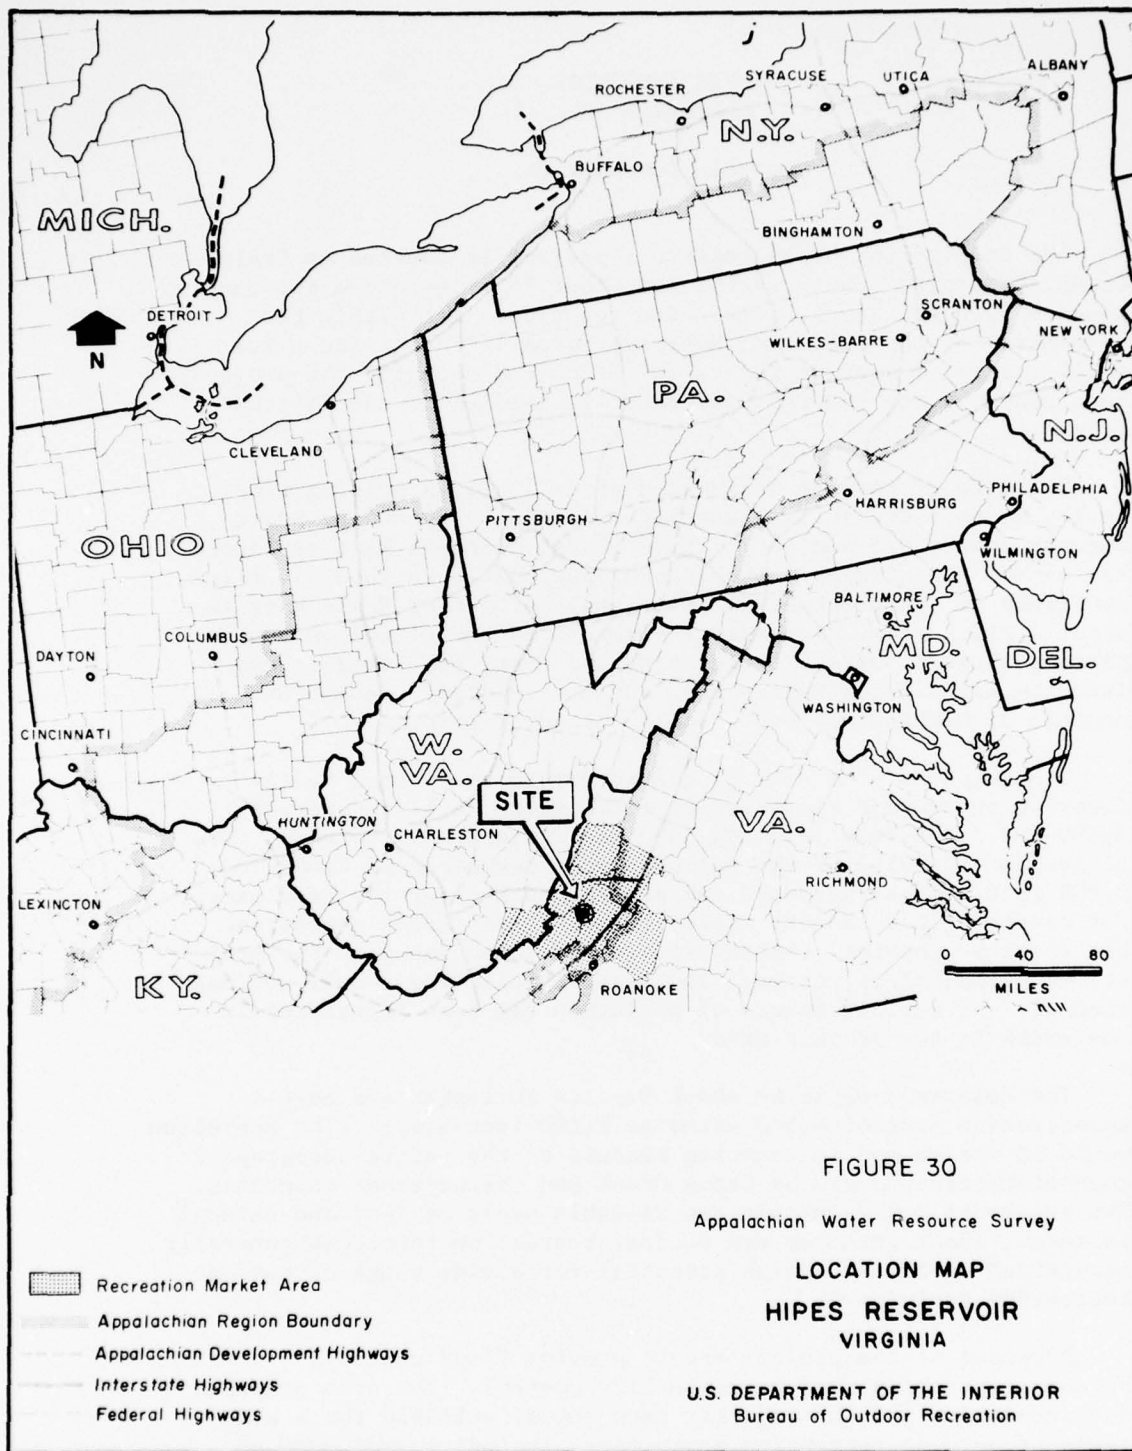 j
SYRACUSE
UTICA
ALBANY
ROCHESTER
N.Y.
BUFFALO
MICH.
BINGHAMTON
DETROIT
SCRANTON
NEW YORK
WILKES-BARRE
N
PA.
N.J.
CLEVELAND
PHILADELPHIA
HARRISBURG
PITTSBURGH
OHIO
WILMINGTON
BALTIMORE
COLUMBUS
MD.
DEL.
DAYTON
WASHINGTON
CINCINNATI
W.
VA.
SITE
HUNTINGTON
CHARLESTON
VA.
RICHMOND
LEXINGTON
KY.
ROANOKE
0 40 80
MILES
FIGURE 30
Appalachian Water Resource Survey
LOCATION MAP
HIPES RESERVOIR
VIRGINIA
U.S. DEPARTMENT OF THE INTERIOR
Bureau of Outdoor Recreation
Recreation Market Area
Appalachian Region Boundary
Appalachian Development Highways
Interstate Highways
Federal Highways